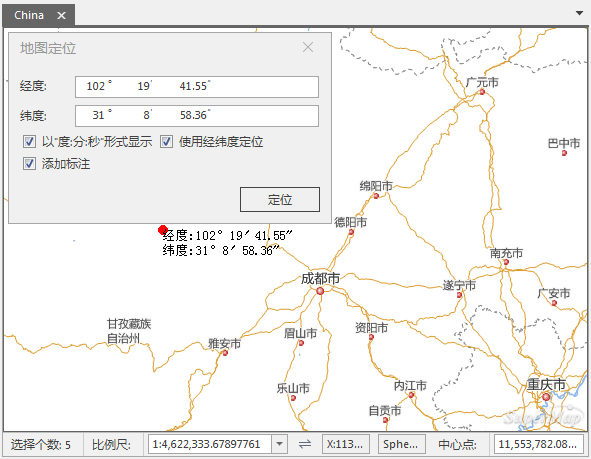 China
地图定位
经度: 102 ° 19 ′ 41.55″
纬度: 31 ° 8′ 58.36″
以"度:分:秒"形式显示 使用经纬度定位
添加标注
定位
广元市
巴中市
绵阳市
德阳市
经度:102° 19′ 41.55″
纬度:31° 8′ 58.36″
南充市
成都市
遂宁市
广安市
甘孜藏族
自治州
雅安市
眉山市
资阳市
乐山市
内江市
重庆市
自贡市
SuperMap
选择个数: 5 比例尺: 1:4,622,333.67897761 X:113... Sphe... 中心点: 11,553,782.08...